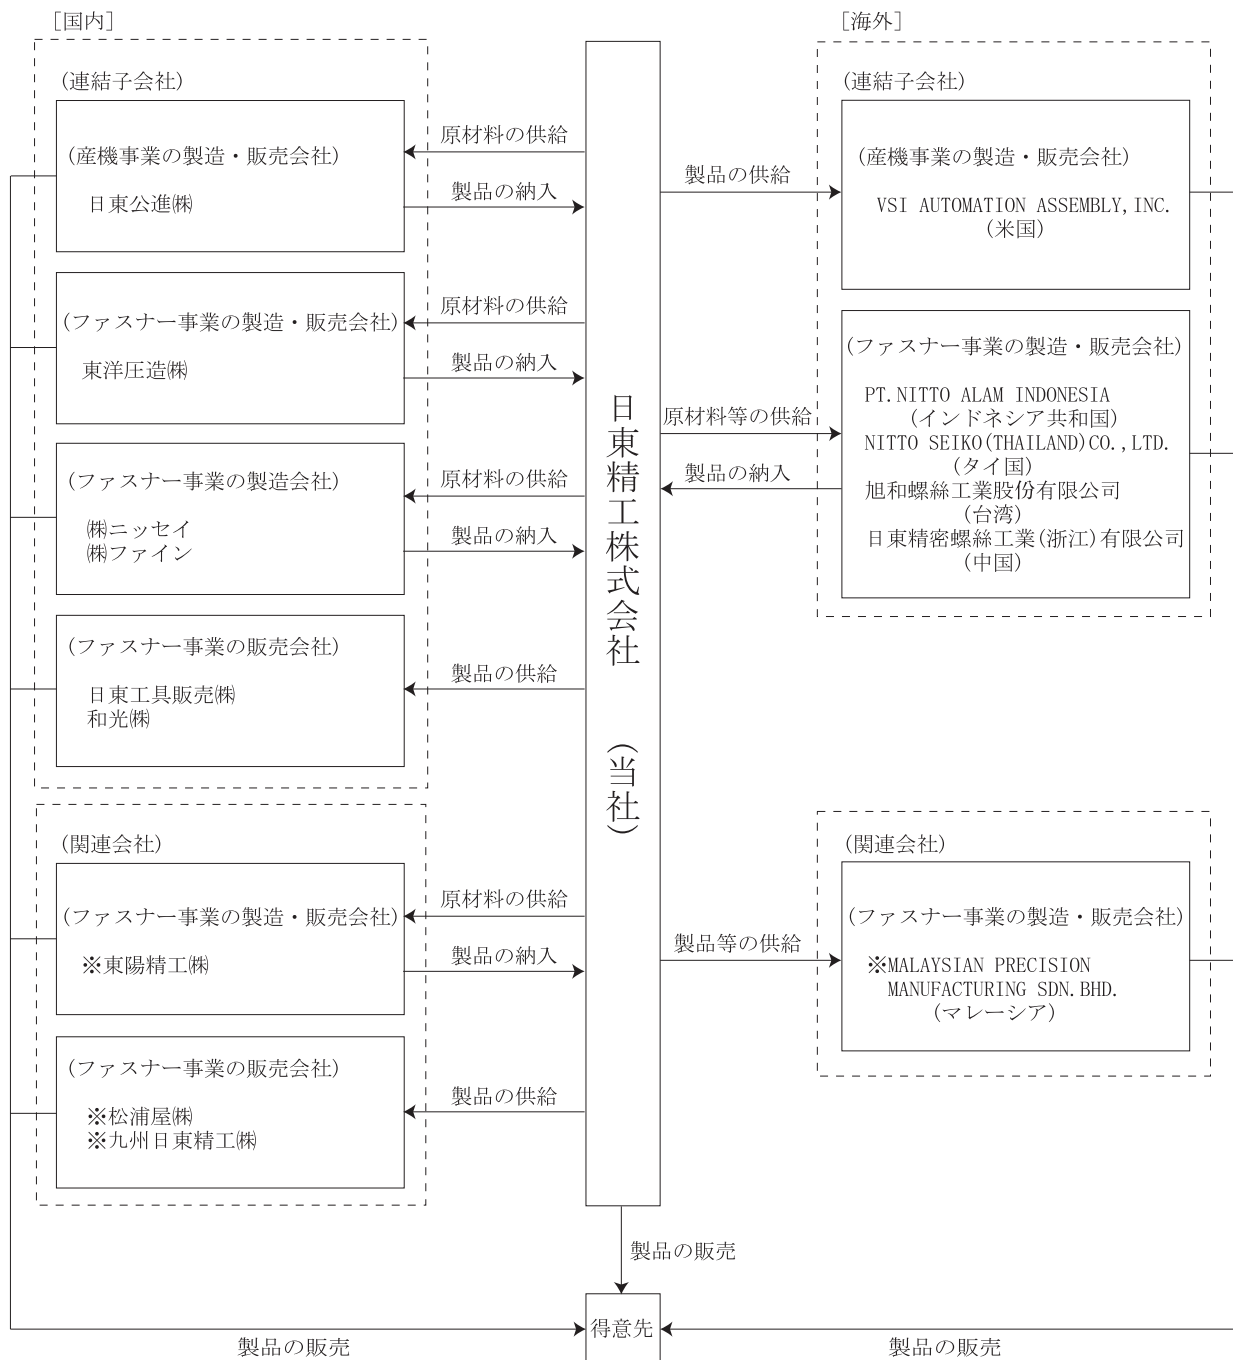 ［国内］
(連結子会社)
(産機事業の製造・販売会社)
日東公進㈱
原材料の供給
製品の納入
(ファスナー事業の製造・販売会社)
東洋圧造㈱
原材料の供給
製品の納入
(ファスナー事業の製造会社)
㈱ニッセイ
㈱ファイン
原材料の供給
製品の納入
(ファスナー事業の販売会社)
日東工具販売㈱
和光㈱
製品の供給
(関連会社)
(ファスナー事業の製造・販売会社)
※東陽精工㈱
原材料の供給
製品の納入
(ファスナー事業の販売会社)
※松浦屋㈱
※九州日東精工㈱
製品の供給
日東精工株式会社　(当社)
［海外］
(連結子会社)
(産機事業の製造・販売会社)
VSI AUTOMATION ASSEMBLY,INC.
(米国)
製品の供給
(ファスナー事業の製造・販売会社)
PT.NITTO ALAM INDONESIA
(インドネシア共和国)
NITTO SEIKO(THAILAND)CO.,LTD.
(タイ国)
旭和螺絲工業股份有限公司
(台湾)
日東精密螺絲工業(浙江)有限公司
(中国)
原材料等の供給
製品の納入
(関連会社)
(ファスナー事業の製造・販売会社)
※MALAYSIAN PRECISION
MANUFACTURING SDN.BHD.
(マレーシア)
製品等の供給
製品の販売
得意先
製品の販売
製品の販売